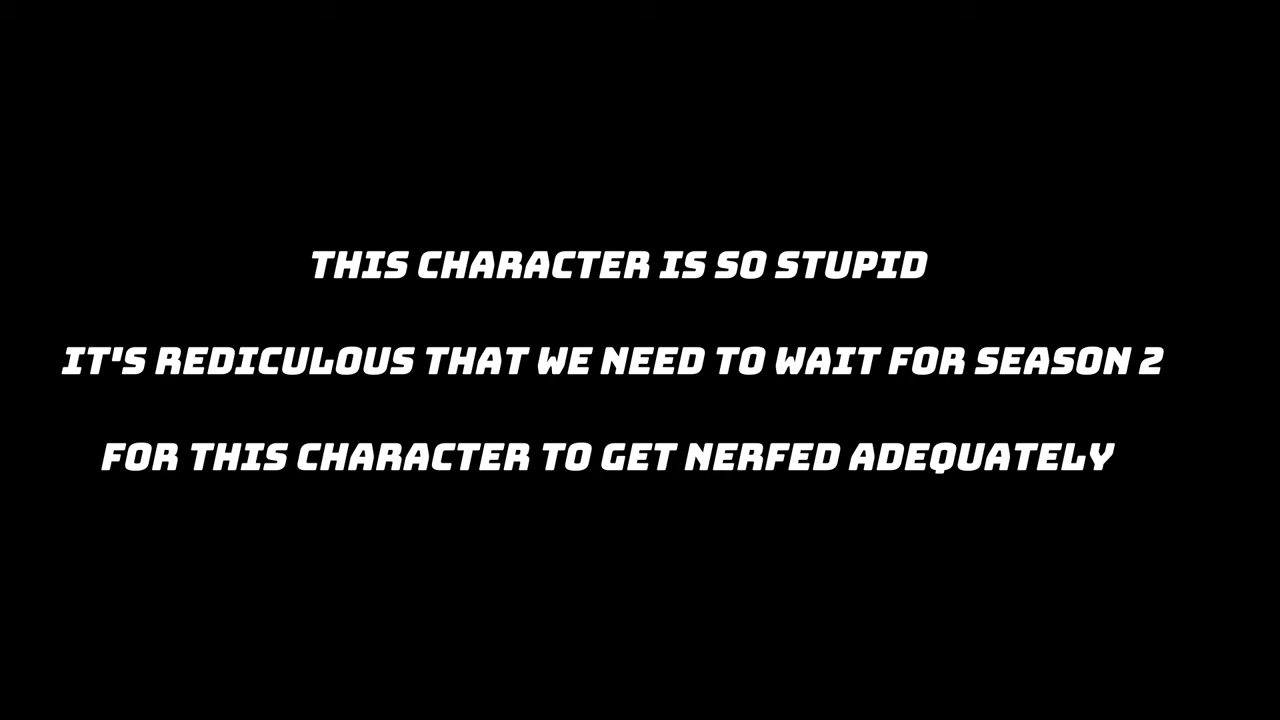 THIS CHARACTER IS SO STUPID
IT'S REDICULOUS THAT WE NEED TO WAIT FOR SEASON 2
FOR THIS CHARACTER TO GET NERFED ADEQUATELY